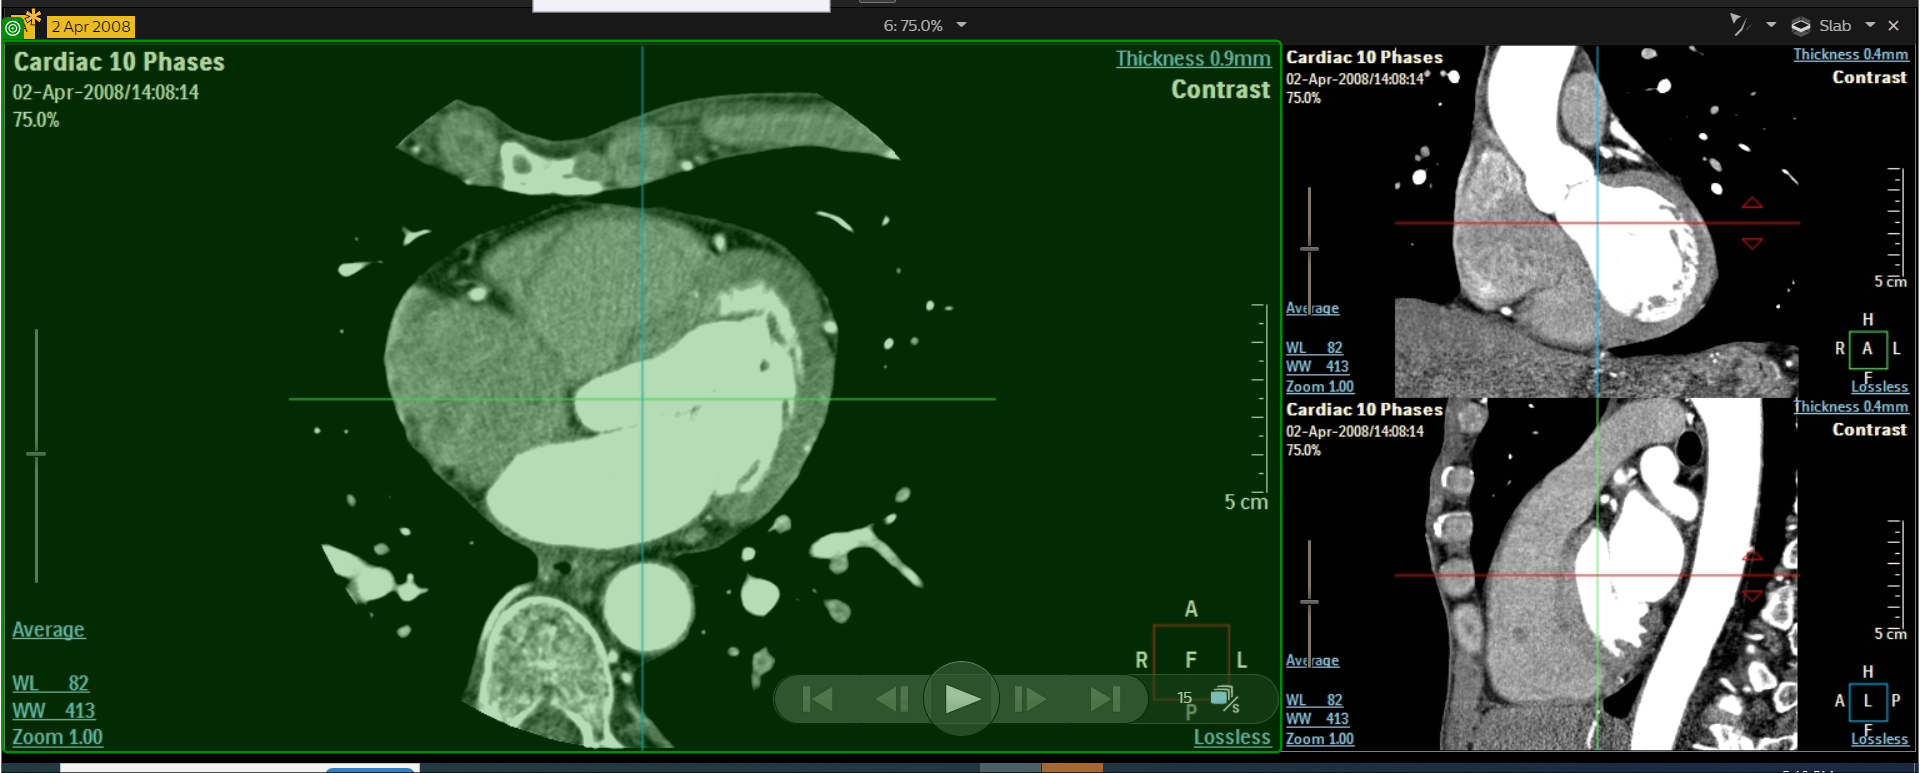 2 Apr 2008
6: 75.0%
Slab
Cardiac 10 Phases
02-Apr-2008/14:08:14
75.0%
Thickness 0.9mm
Contrast
5 cm
Average
WL 82
WW 413
Zoom 1.00
A
R F L
P
15 /s
Lossless
Cardiac 10 Phases
02-Apr-2008/14:08:14
75.0%
Thickness 0.4mm
Contrast
5 cm
Average
WL 82
WW 413
Zoom 1.00
H
R A L
F
Lossless
Cardiac 10 Phases
02-Apr-2008/14:08:14
75.0%
Thickness 0.4mm
Contrast
5 cm
Average
WL 82
WW 413
Zoom 1.00
H
A L P
F
Lossless